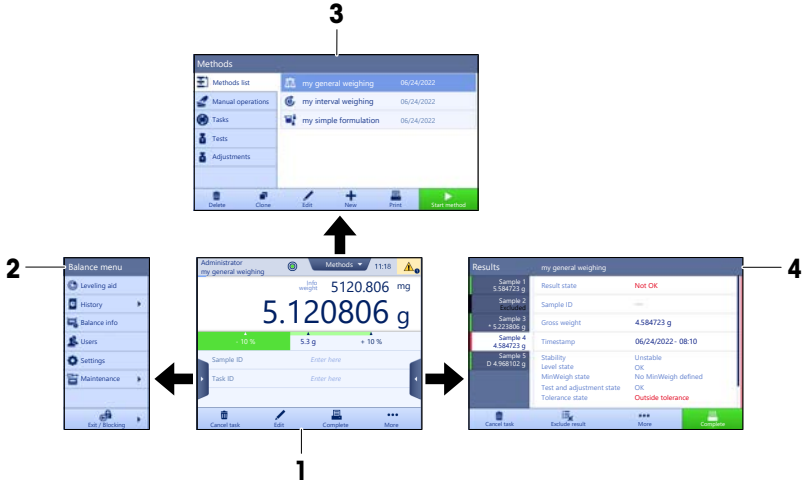 3
Methods
Methods list
Manual operations
Tasks
Tests
Adjustments
my general weighing 06/24/2022
my interval weighing 06/24/2022
my simple formulation 06/24/2022
Delete Clone Edit New Print Start method
2
Balance menu
Leveling aid
History
Balance info
Users
Settings
Maintenance
Exit / Blocking
Administrator
my general weighing
Methods 11:18
info
weight 5120.806 mg
5.120806 g
- 10 % 5.3 g + 10 %
Sample ID Enter here
Task ID Enter here
Cancel task Edit Complete More
1
4
Results my general weighing
Sample 1
5.584723 g
Sample 2
Excluded
Sample 3
* 5.223806 g
Sample 4
4.584723 g
Sample 5
D 4.968102 g
Result state Not OK
Sample ID ---
Gross weight 4.584723 g
Timestamp 06/24/2022- 08:10
Stability Unstable
Level state OK
MinWeigh state No MinWeigh defined
Test and adjustment state OK
Tolerance state Outside tolerance
Cancel task Exclude result More Complete